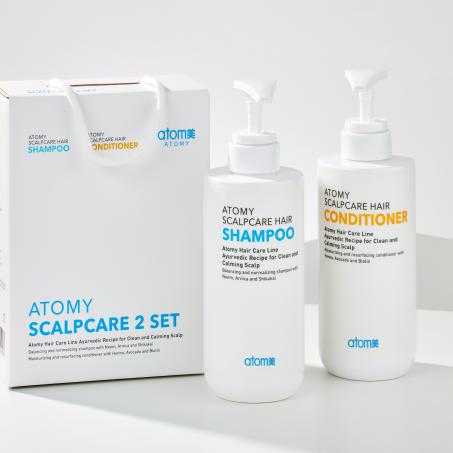 ATOMY
SCALPCARE HAIR
SHAMPOO
ATOMY
SCALPCARE HAIR
CONDITIONER
atom美
ATOMY
ATOMY
SCALPCARE 2 SET
Atomy Hair Care Line Ayurvedic Recipe for Clean and Calming Scalp
Balancing and normalizing shampoo with Neem, Arnica and Shikakai
Moisturizing and resurfacing conditioner with Henna, Avocado and Biotin
ATOMY
SCALPCARE HAIR
SHAMPOO
Atomy Hair Care Line
Ayurvedic Recipe for Clean and
Calming Scalp
Balancing and normalizing shampoo with
Neem, Arnica and Shikakai
atom美
ATOMY
SCALPCARE HAIR
CONDITIONER
Atomy Hair Care Line
Ayurvedic Recipe for Clean and
Calming Scalp
Moisturizing and resurfacing conditioner with
Henna, Avocado and Biotin
atom美